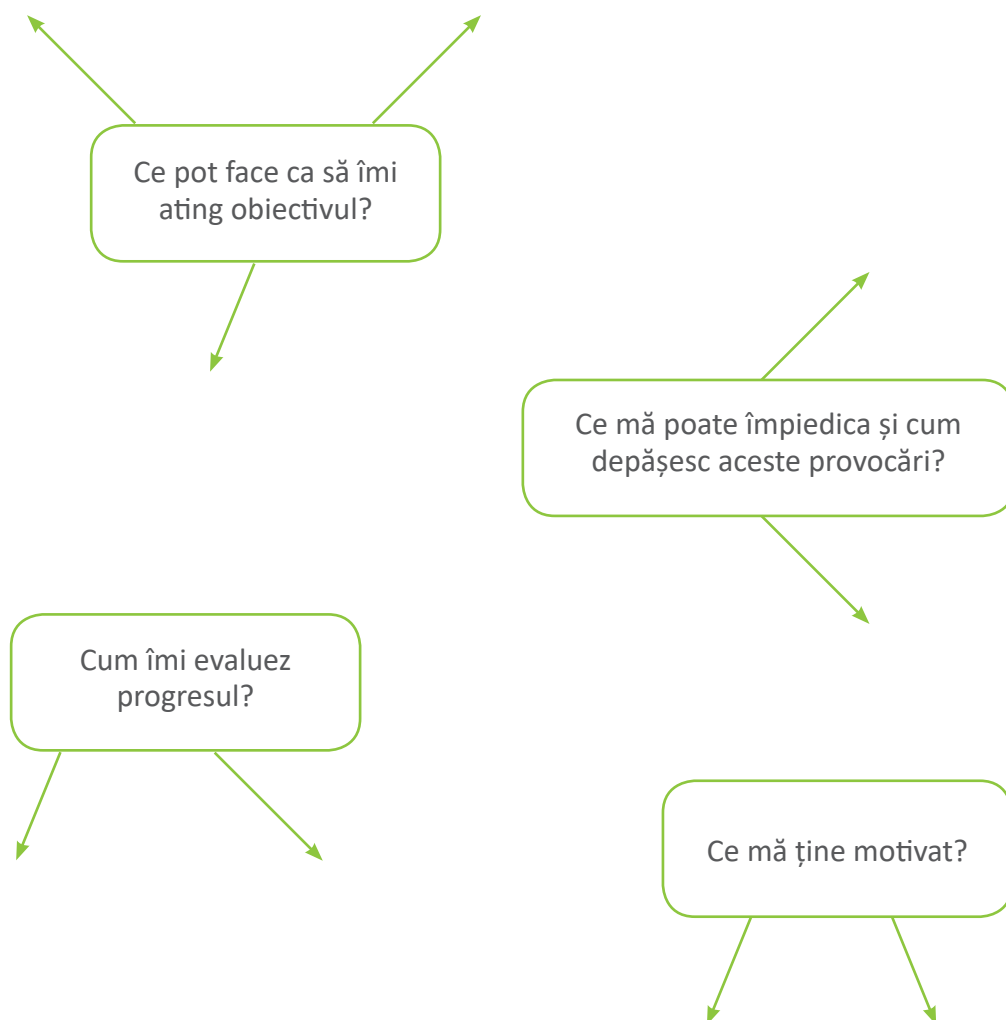 Ce pot face ca să îmi
ating obiectivul?
Ce mă poate împiedica și cum
depășesc aceste provocări?
Cum îmi evaluez
progresul?
Ce mă ține motivat?